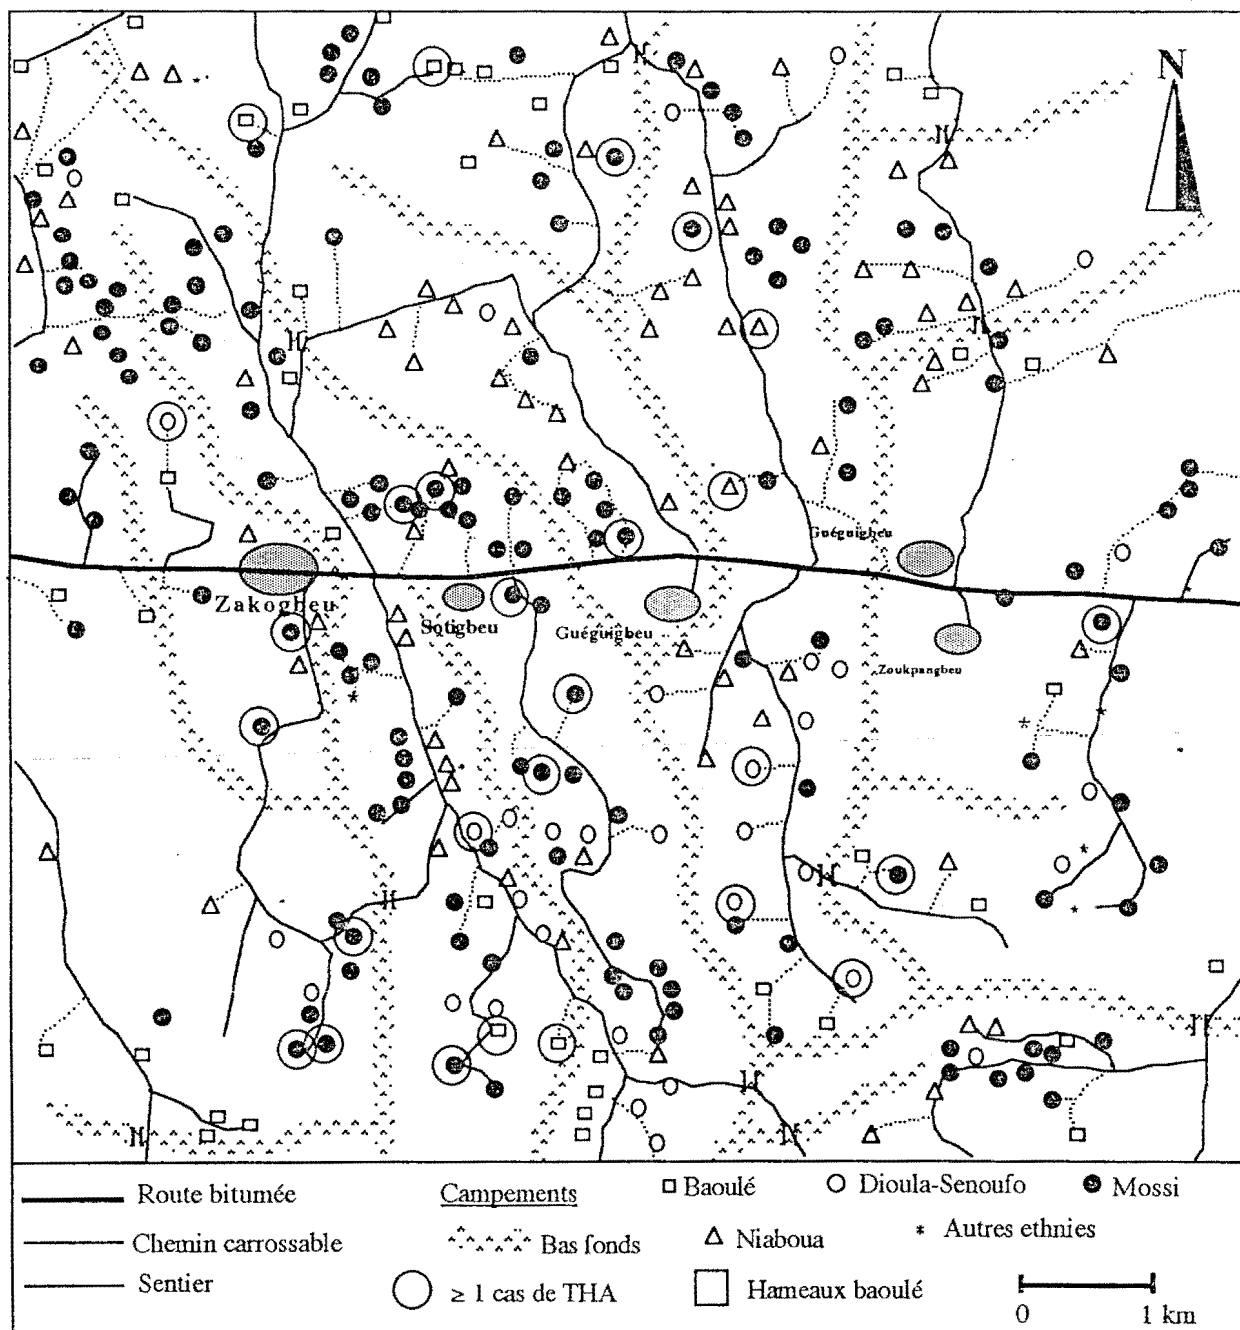 N
Guéguigbeu
Zakogbeu
Sotigbeu
Guéguigbeu
Zoukpangbeu
Route bitumée
Campements
Baoulé
Dioula-Senoufo
Mossi
Chemin carrossable
Bas fonds
Niaboua
* Autres ethnies
Sentier
≥ 1 cas de THA
Hameaux baoulé
0 1 km